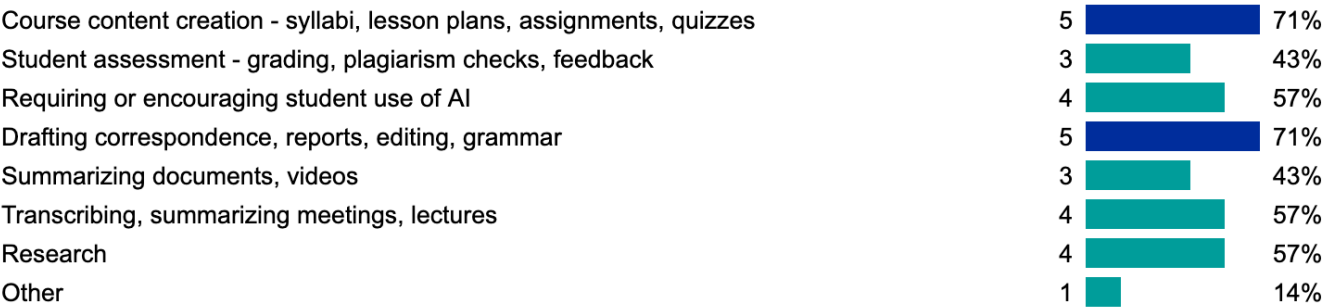 Course content creation - syllabi, lesson plans, assignments, quizzes 5 71%
Student assessment - grading, plagiarism checks, feedback 3 43%
Requiring or encouraging student use of AI 4 57%
Drafting correspondence, reports, editing, grammar 5 71%
Summarizing documents, videos 3 43%
Transcribing, summarizing meetings, lectures 4 57%
Research 4 57%
Other 1 14%